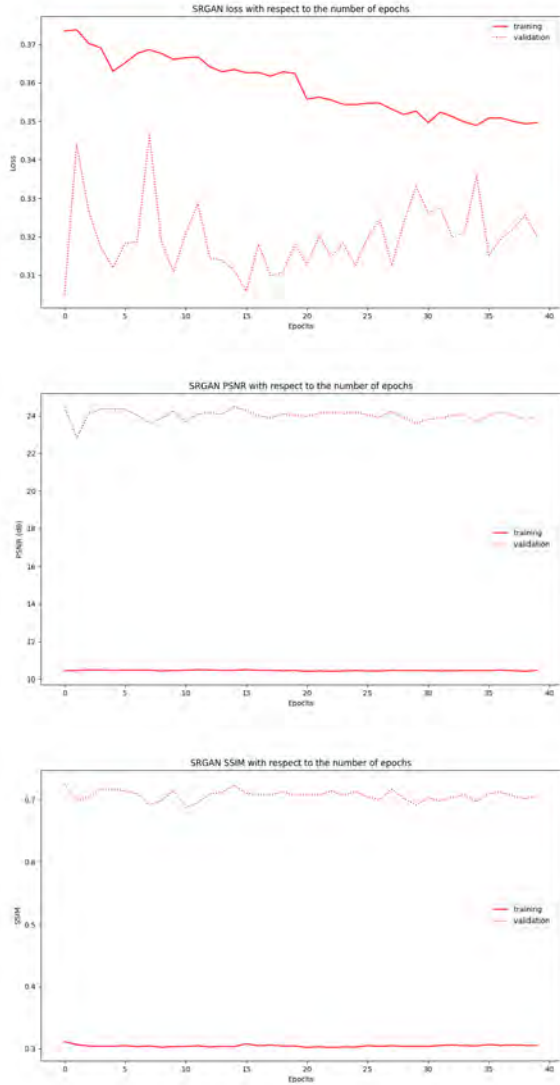 SRGAN loss with respect to the number of epochs
training
validation
0.37
0.36
0.35
0.34
0.33
0.32
0.31
Loss
0 5 10 15 20 25 30 35 40
Epochs
SRGAN PSNR with respect to the number of epochs
24
22
20
18
16
14
12
10
PSNR (db)
training
validation
0 5 10 15 20 25 30 35 40
Epochs
SRGAN SSIM with respect to the number of epochs
0.7
0.6
0.5
0.4
0.3
SSIM
training
validation
0 5 10 15 20 25 30 35 40
Epochs